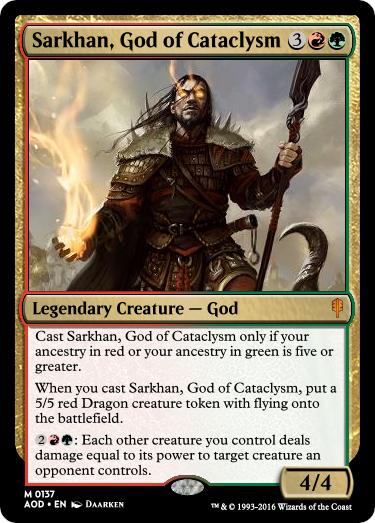 Sarkhan, God of Cataclysm 3
Legendary Creature — God
Cast Sarkhan, God of Cataclysm only if your
ancestry in red or your ancestry in green is five or
greater.
When you cast Sarkhan, God of Cataclysm, put a
5/5 red Dragon creature token with flying onto
the battlefield.
2: Each other creature you control deals
damage equal to its power to target creature an
opponent controls.
4/4
M 0137
AOD • EN DAARKEN
™ & © 1993-2016 Wizards of the Coast